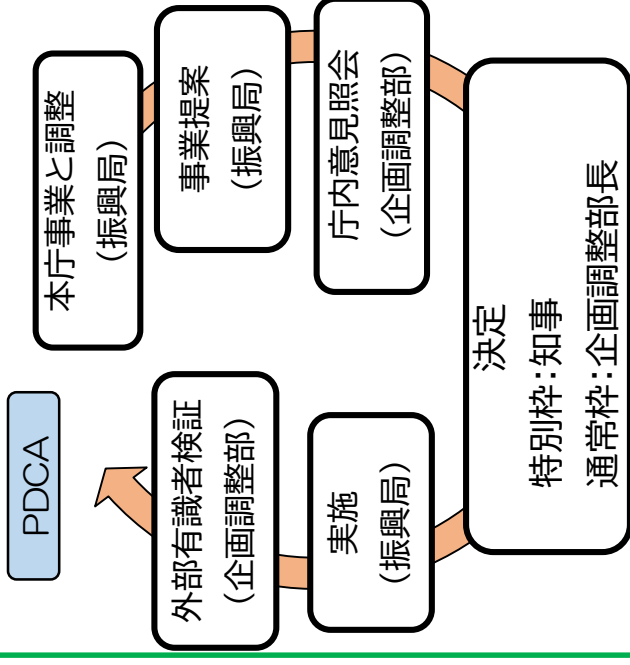 PDCA
本庁事業と調整
(振興局)
事業提案
(振興局)
庁内意見照会
(企画調整部)
決定
特別枠:知事
通常枠:企画調整部長
実施
(振興局)
外部有識者検証
(企画調整部)